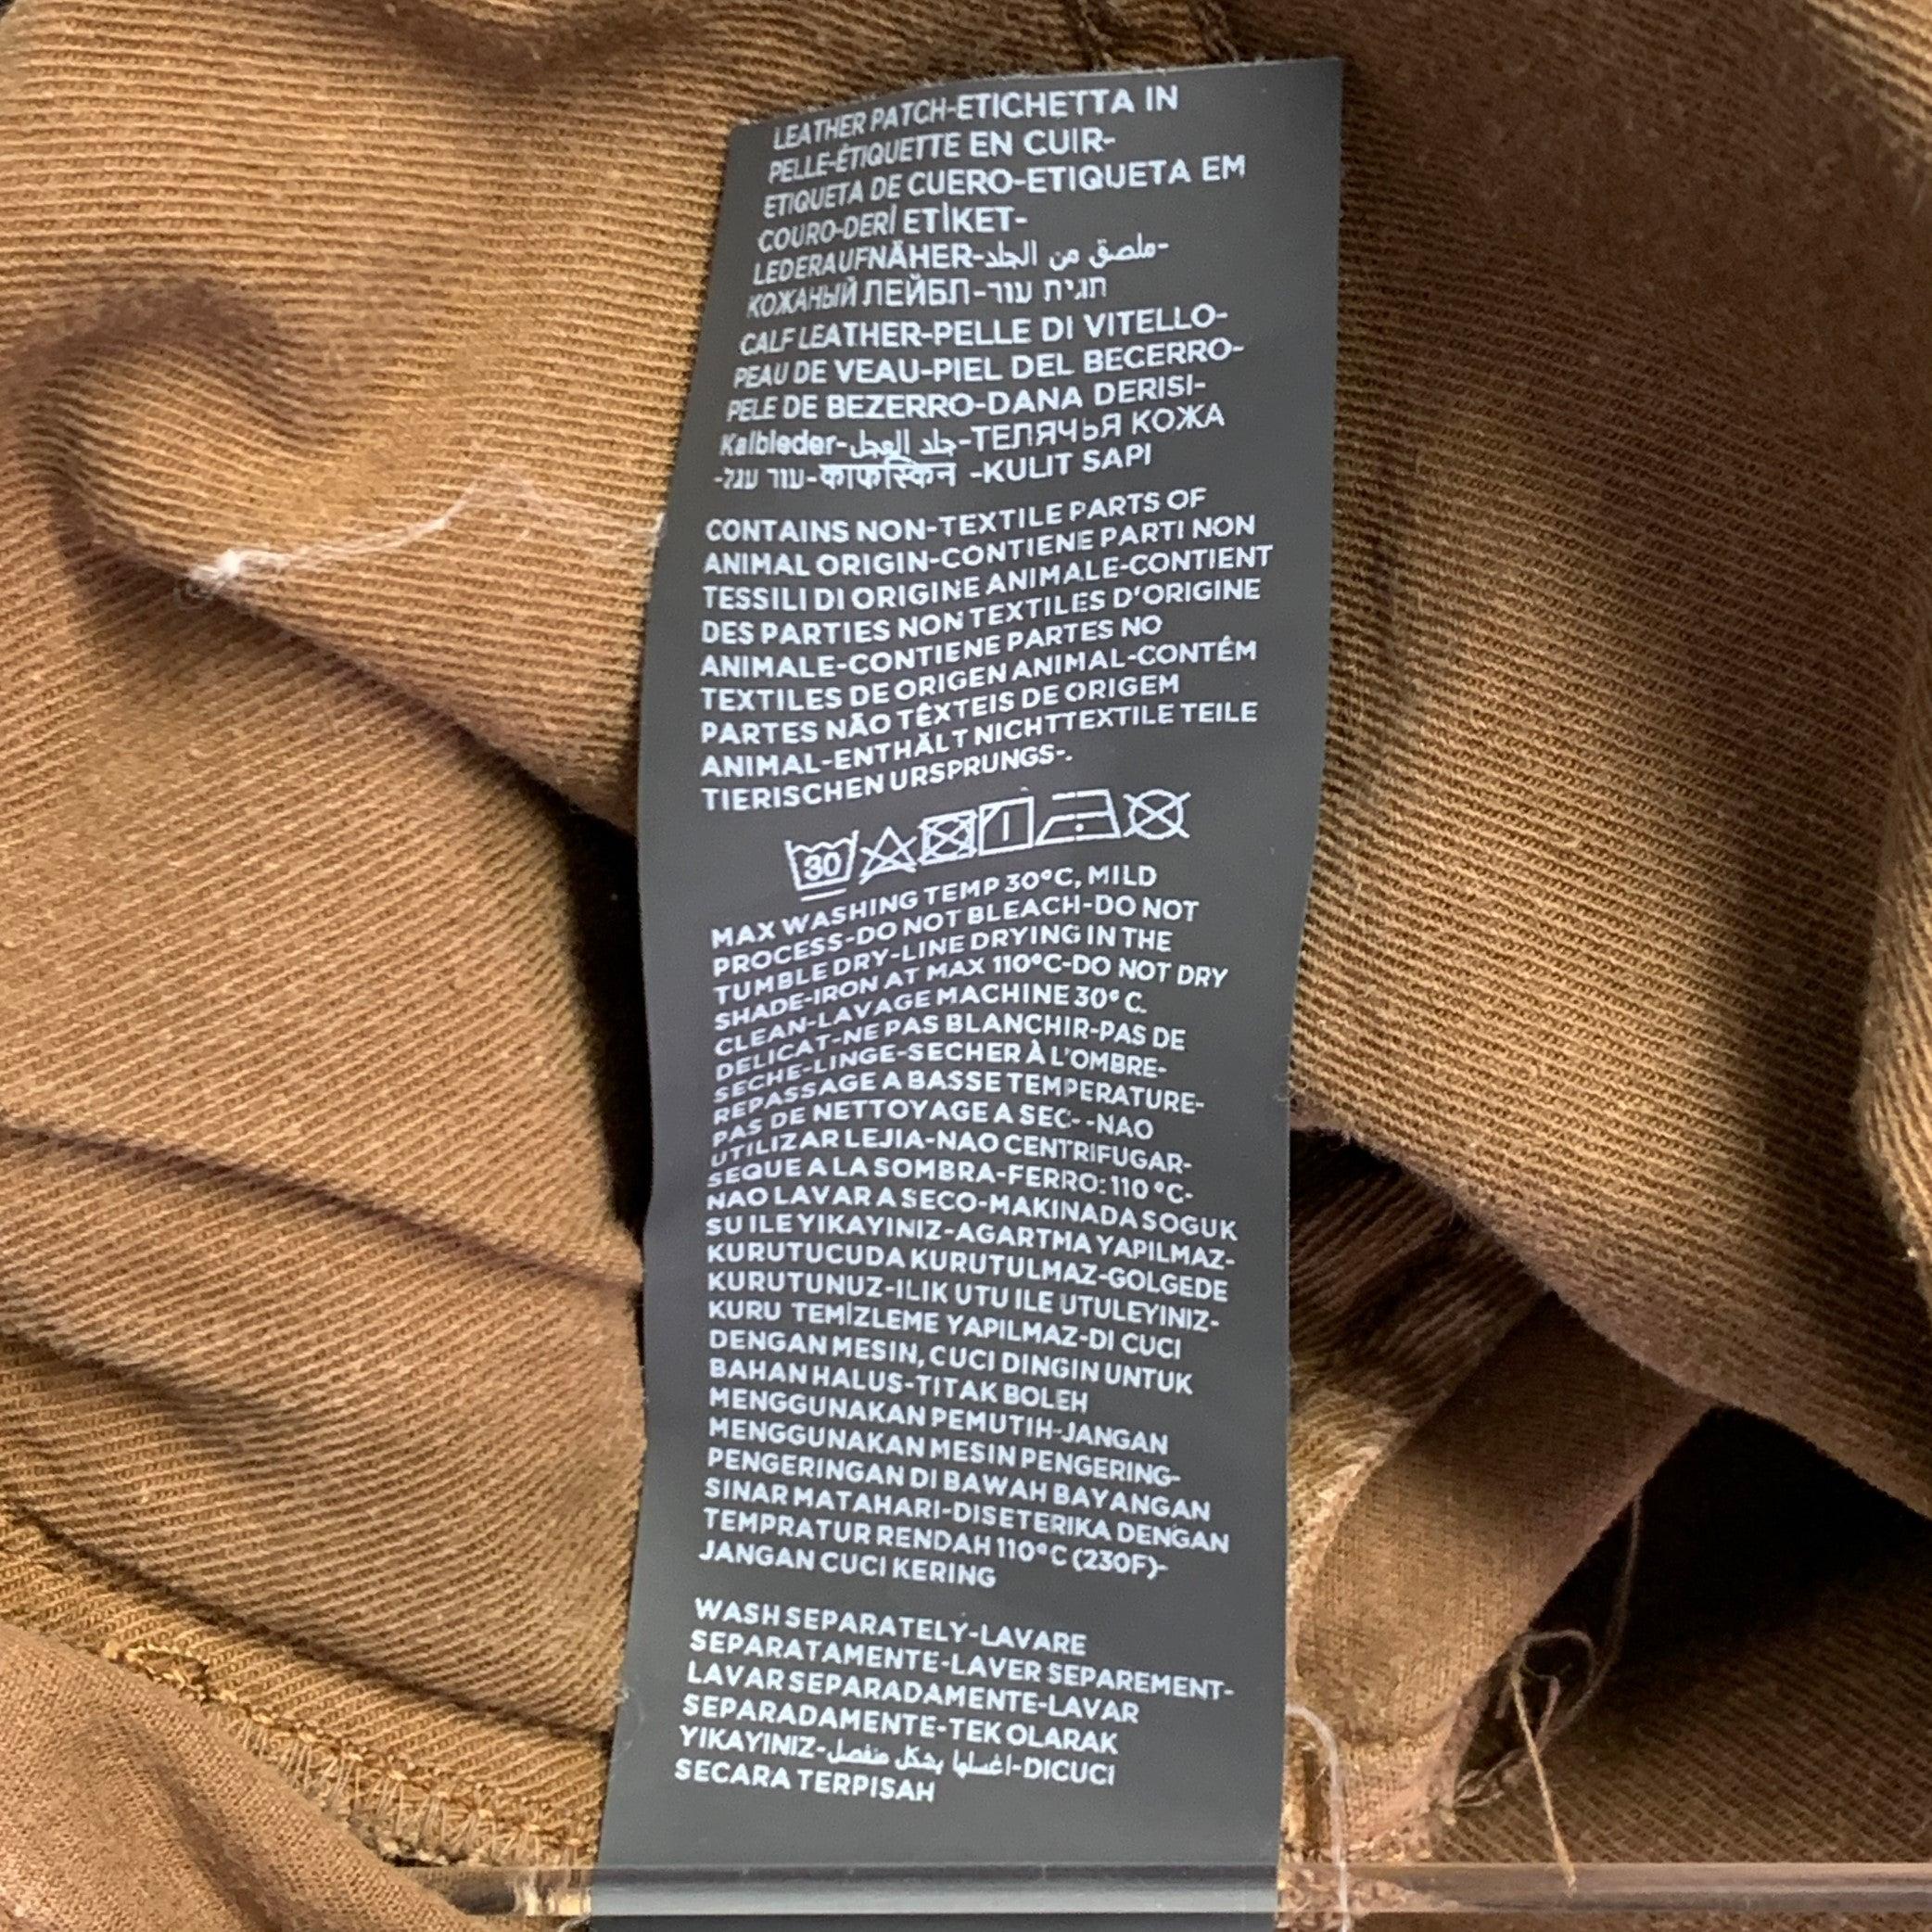 LEATHER PATCH-ETICHETTA IN
PELLE-ÉTIQUETTE EN CUIR-
ETIQUETA DE CUERO-ETIQUETA EM
COURO-DERİ ETİKET-
LEDERAUFNÄHER-ملصق من الجلد-
КОЖАНЫЙ ЛЕЙБЛ-תגית עור
CALF LEATHER-PELLE DI VITELLO-
PEAU DE VEAU-PIEL DEL BECERRO-
PELE DE BEZERRO-DANA DERISI-
Kalbleder-جلد العجل-ТЕЛЯЧЬЯ КОЖА
-עור עגל-काफस्किन -KULIT SAPI
CONTAINS NON-TEXTILE PARTS OF
ANIMAL ORIGIN-CONTIENE PARTI NON
TESSILI DI ORIGINE ANIMALE-CONTIENT
DES PARTIES NON TEXTILES D'ORIGINE
ANIMALE-CONTIENE PARTES NO
TEXTILES DE ORIGEN ANIMAL-CONTÉM
PARTES NÃO TÊXTEIS DE ORIGEM
ANIMAL-ENTHÄLT NICHTTEXTILE TEILE
TIERISCHEN URSPRUNGS-.
30
MAX WASHING TEMP 30°C, MILD
PROCESS-DO NOT BLEACH-DO NOT
TUMBLE DRY-LINE DRYING IN THE
SHADE-IRON AT MAX 110°C-DO NOT DRY
CLEAN-LAVAGE MACHINE 30° C.
DELICAT-NE PAS BLANCHIR-PAS DE
SECHE-LINGE-SECHER À L'OMBRE-
REPASSAGE A BASSE TEMPERATURE-
PAS DE NETTOYAGE A SEC--NAO
UTILIZAR LEJIA-NAO CENTRIFUGAR-
SEQUE A LA SOMBRA-FERRO: 110 °C-
NAO LAVAR A SECO-MAKINADA SOGUK
SU ILE YIKAYINIZ-AGARTMA YAPILMAZ-
KURUTUCUDA KURUTULMAZ-GOLGEDE
KURUTUNUZ-ILIK UTU ILE UTULEYINIZ-
KURU TEMİZLEME YAPILMAZ-DI CUCI
DENGAN MESIN, CUCI DINGIN UNTUK
BAHAN HALUS-TITAK BOLEH
MENGGUNAKAN PEMUTIH-JANGAN
MENGGUNAKAN MESIN PENGERING-
PENGERINGAN DI BAWAH BAYANGAN
SINAR MATAHARI-DISETERIKA DENGAN
TEMPRATUR RENDAH 110°C (230F)-
JANGAN CUCI KERING
WASH SEPARATELY-LAVARE
SEPARATAMENTE-LAVER SEPAREMENT-
LAVAR SEPARADAMENTE-LAVAR
SEPARADAMENTE-TEK OLARAK
YIKAYINIZ-اغسلها بشكل منفصل-DICUCI
SECARA TERPISAH